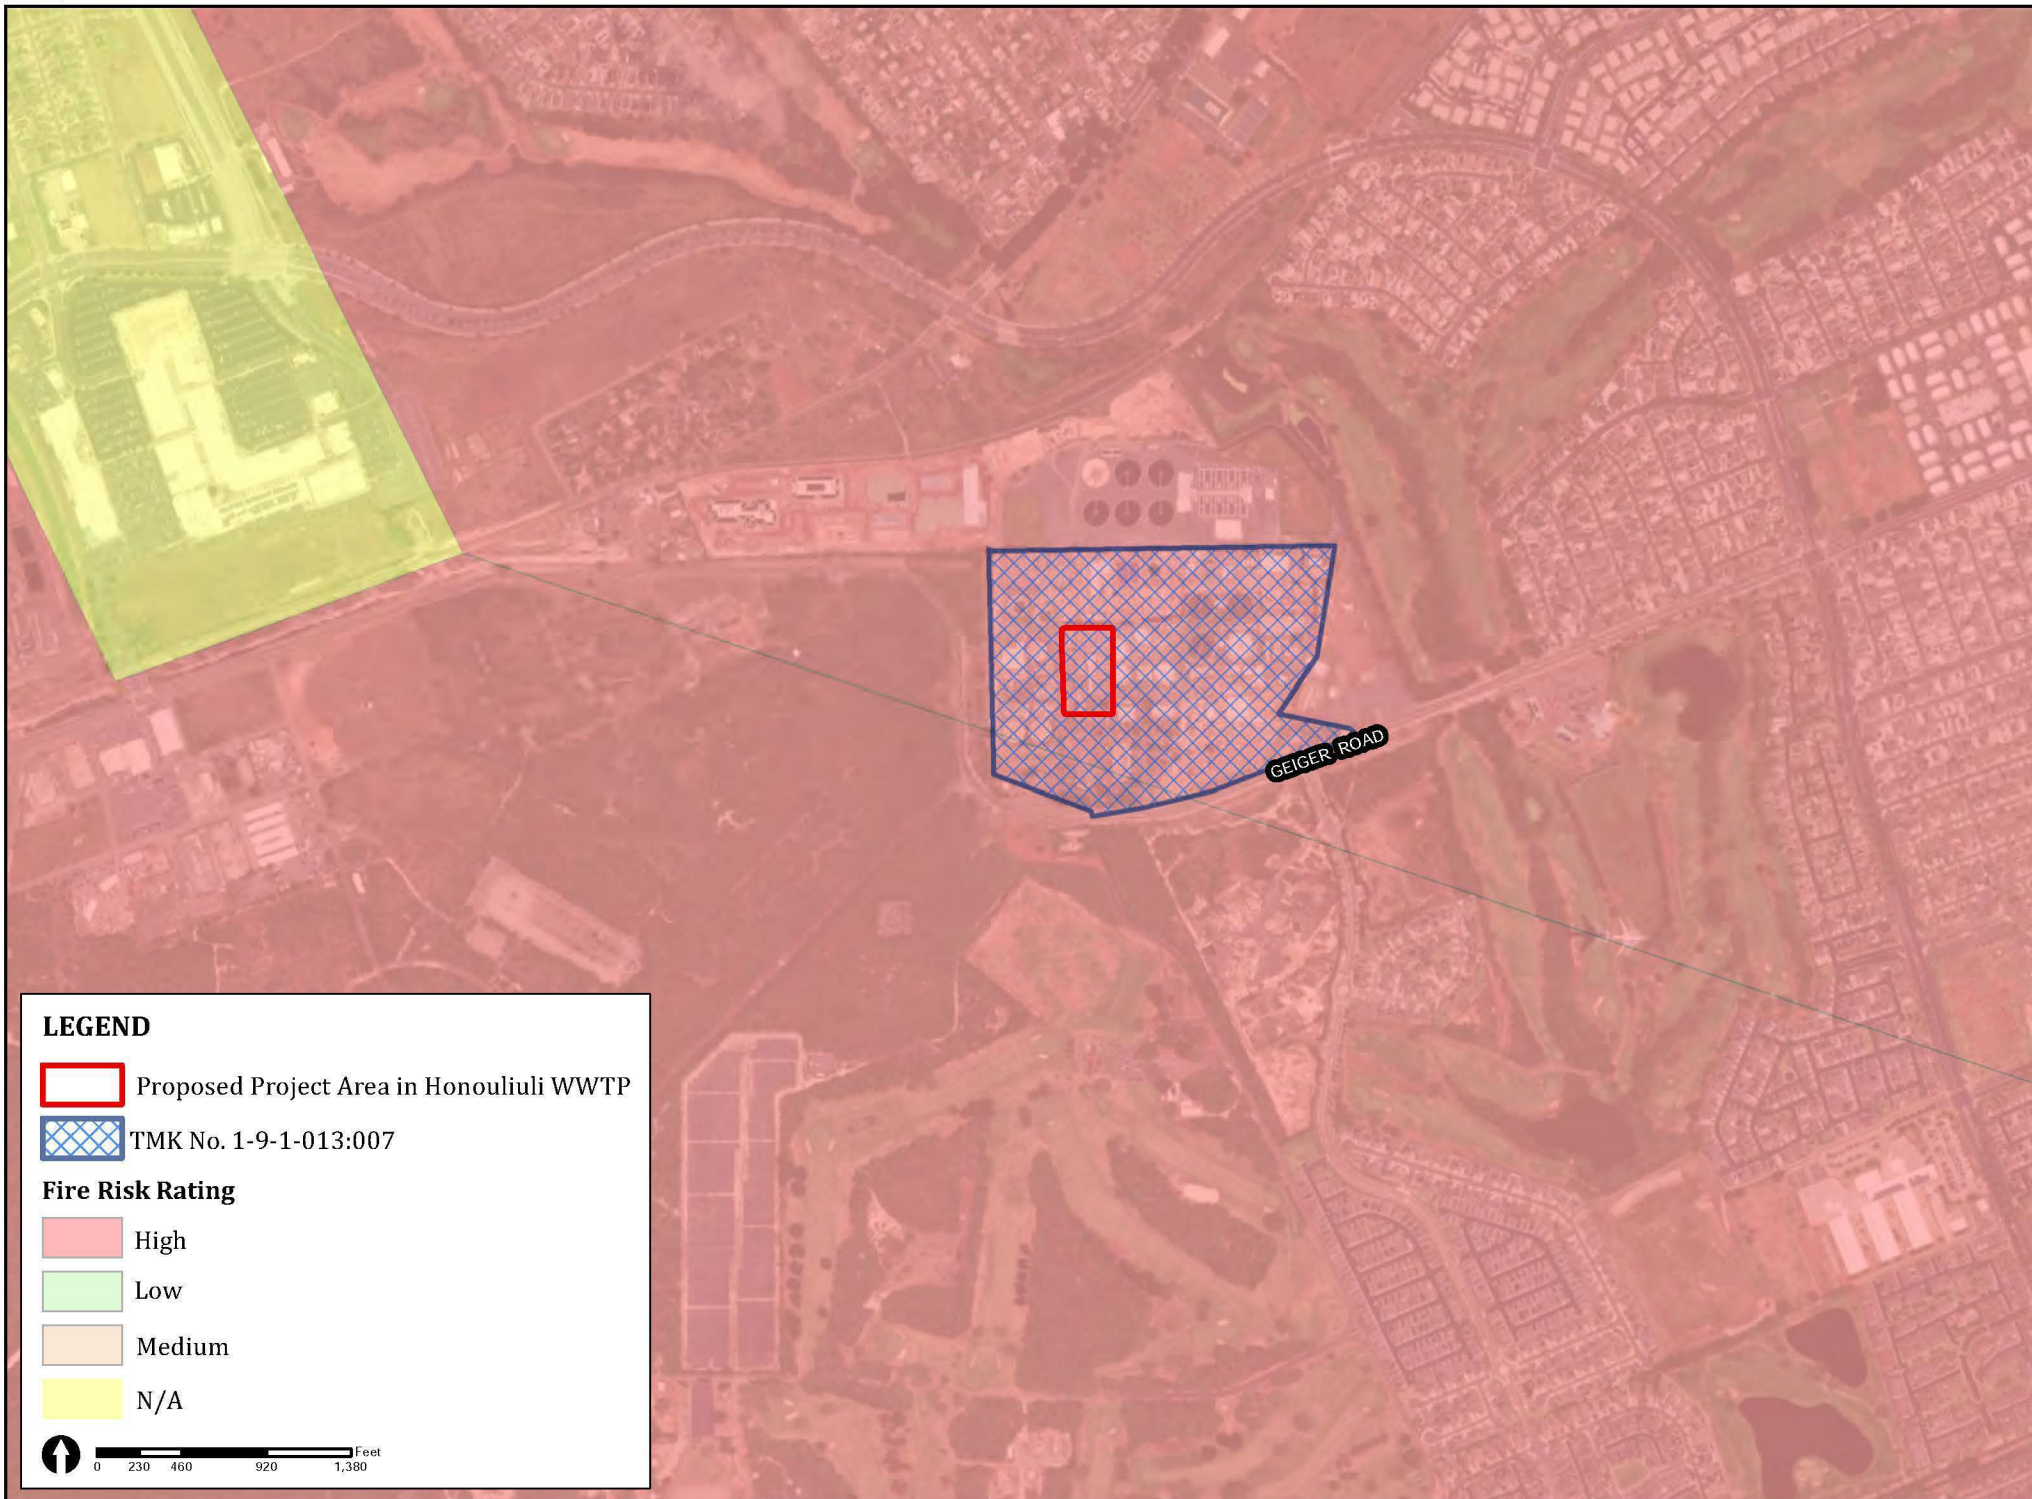 GEIGER ROAD
LEGEND
Proposed Project Area in Honouliuli WWTP
TMK No. 1-9-1-013:007
Fire Risk Rating
High
Low
Medium
N/A
Feet
0 230 460 920 1,380